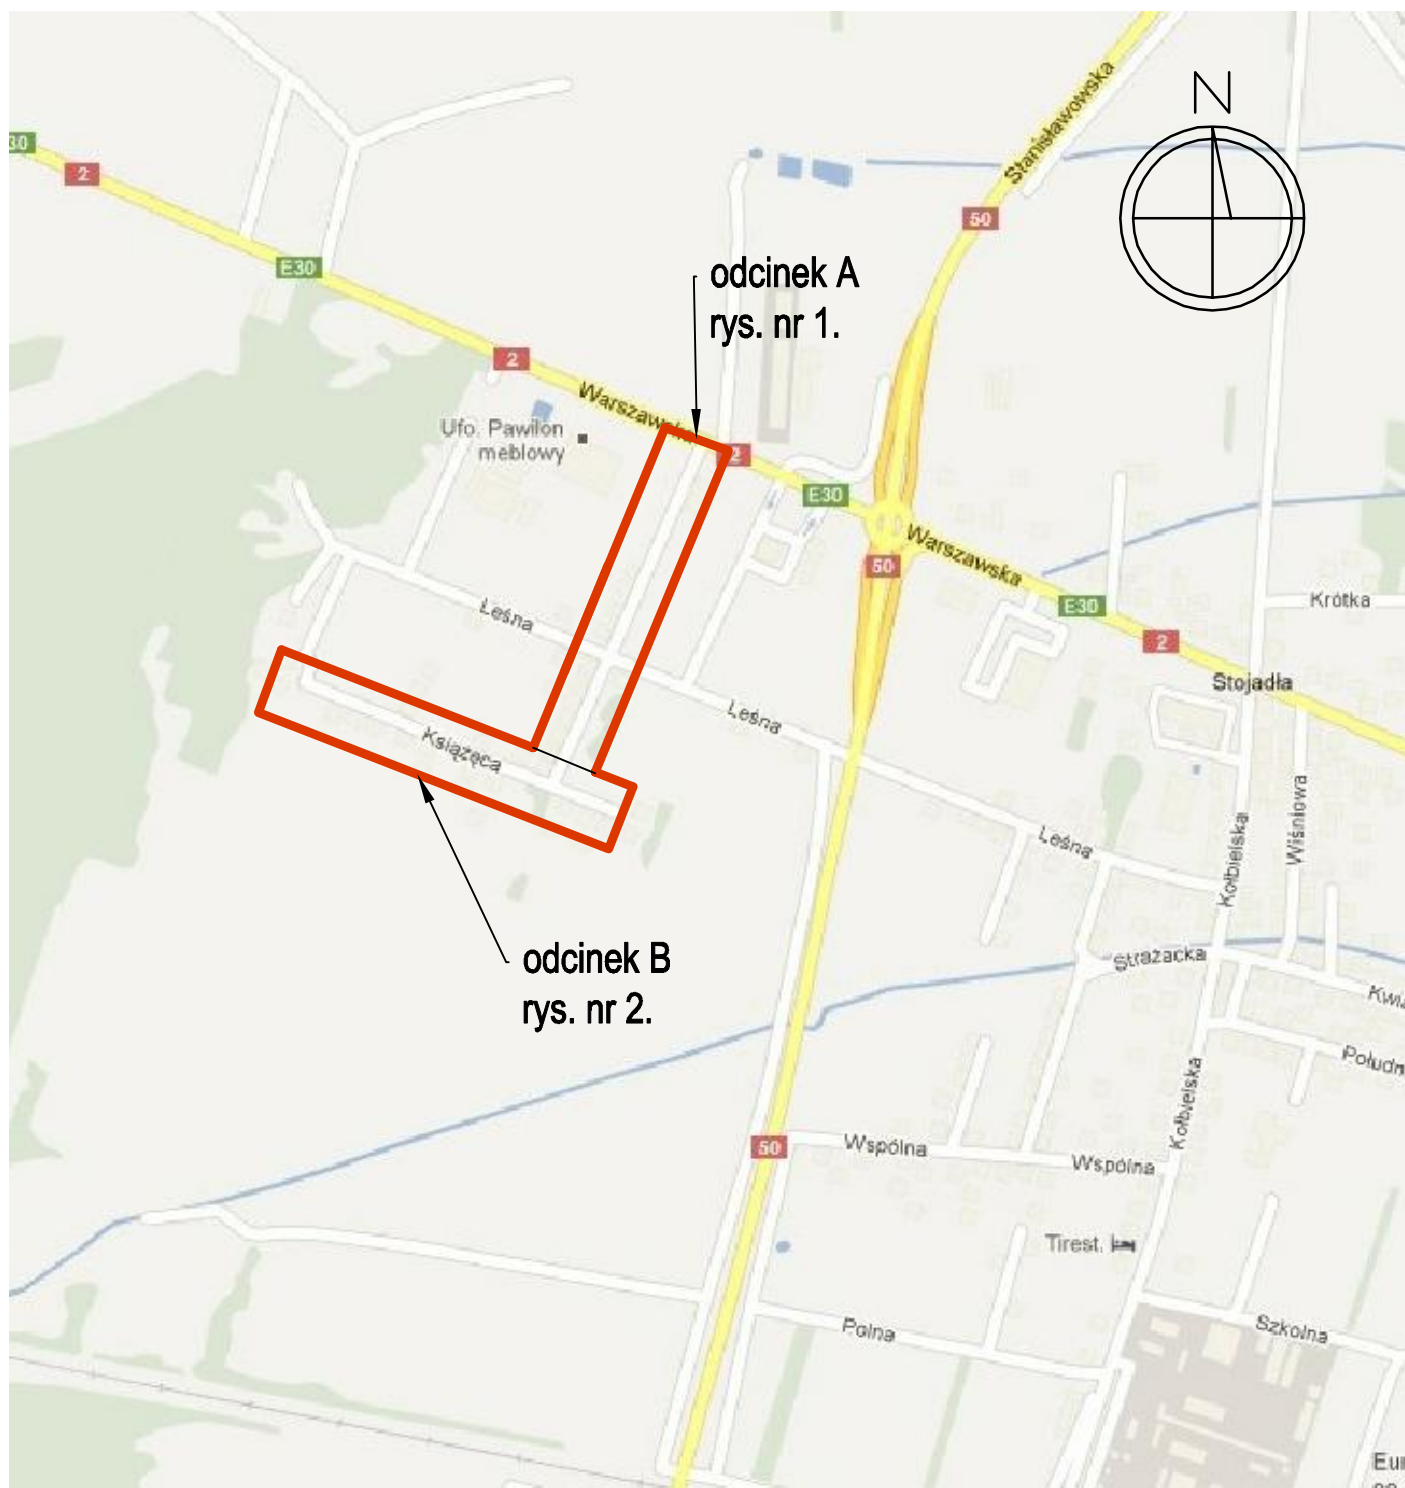 N
Stanisławowska
30
2
50
E30
odcinek A
rys. nr 1.
2
Warszawska
Ufo. Pawilon
meblowy
2
E30
Warszawska
50
E30
Krótka
2
Leśna
Stojadła
Leśna
Książęca
Wiśniowa
Leśna
Kołbielska
odcinek B
rys. nr 2.
Strażacka
Kwia
Połudn
Kołbielska
50
Wspólna
Wspólna
Tirest.
Polna
Szkolna
Eur